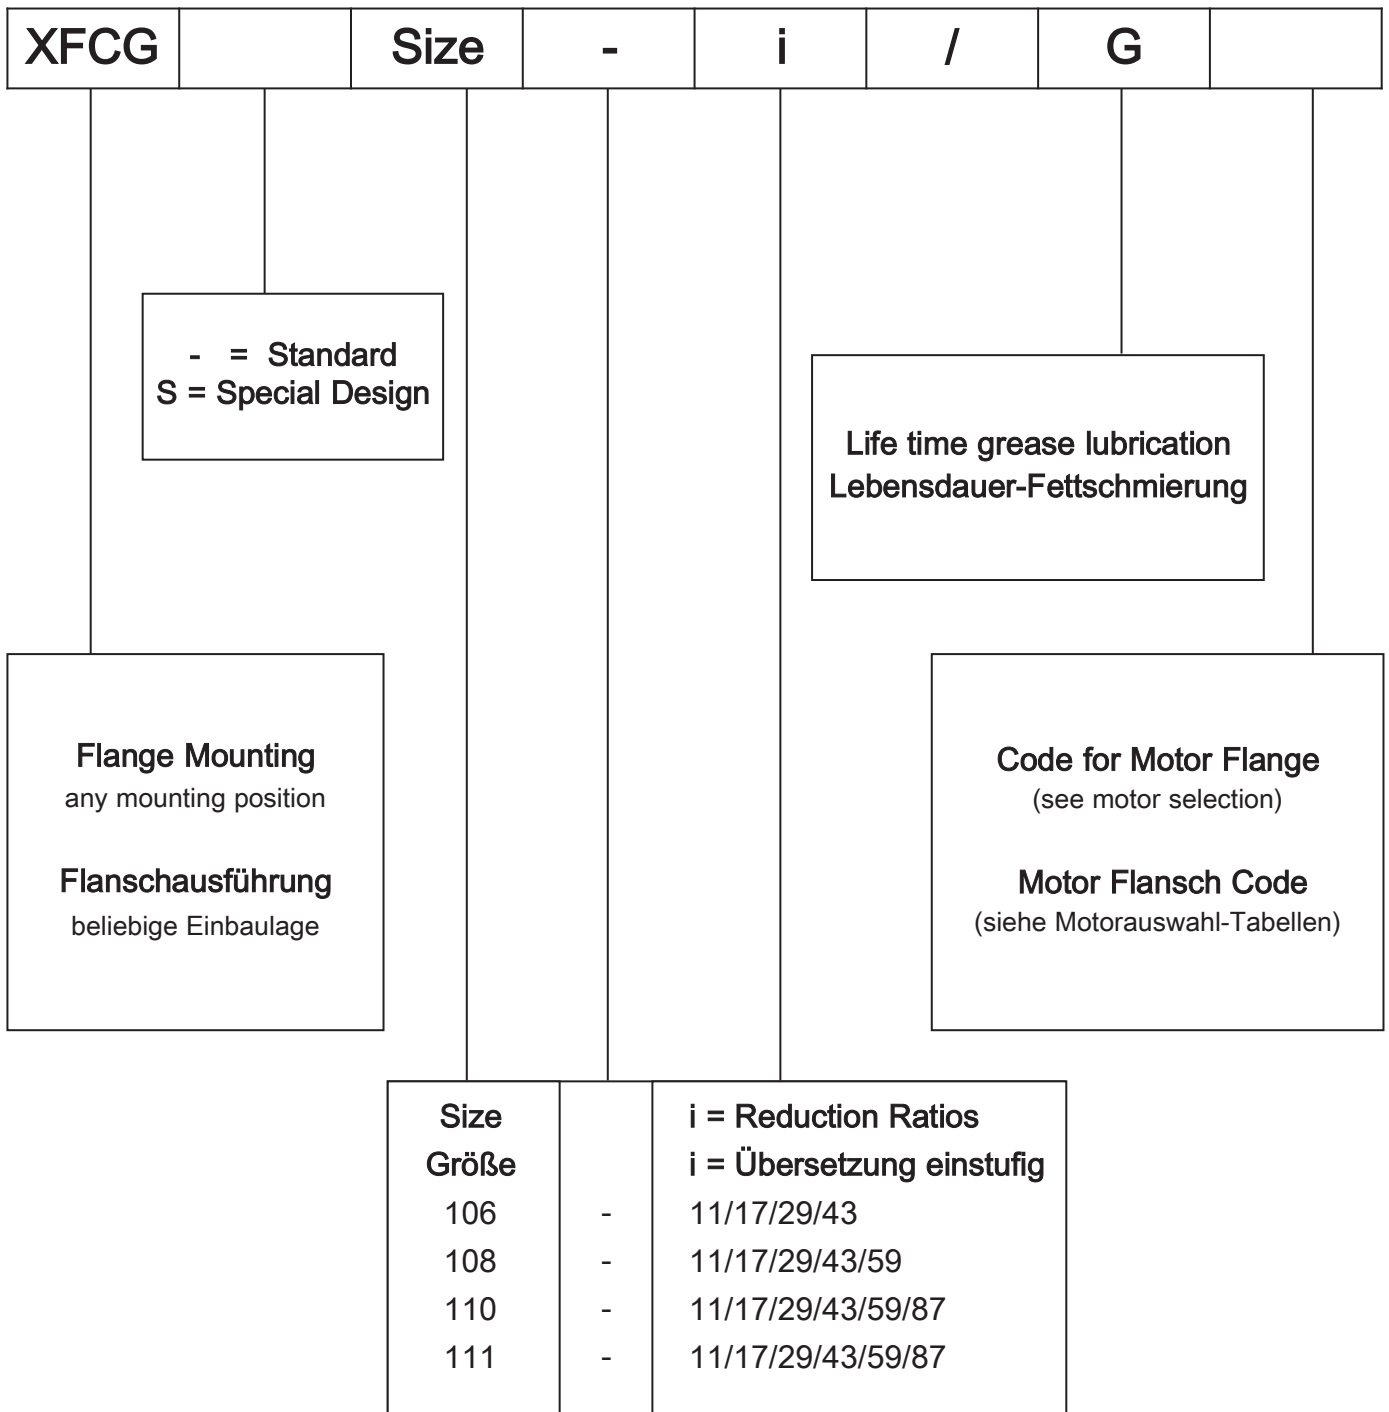 XFCG Size - i / G
- = Standard
S = Special Design
Life time grease lubrication
Lebensdauer-Fettschmierung
Flange Mounting
any mounting position
Flanschausführung
beliebige Einbaulage
Code for Motor Flange
(see motor selection)
Motor Flansch Code
(siehe Motorauswahl-Tabellen)
Size i = Reduction Ratios
Größe i = Übersetzung einstufig
106 - 11/17/29/43
108 - 11/17/29/43/59
110 - 11/17/29/43/59/87
111 - 11/17/29/43/59/87